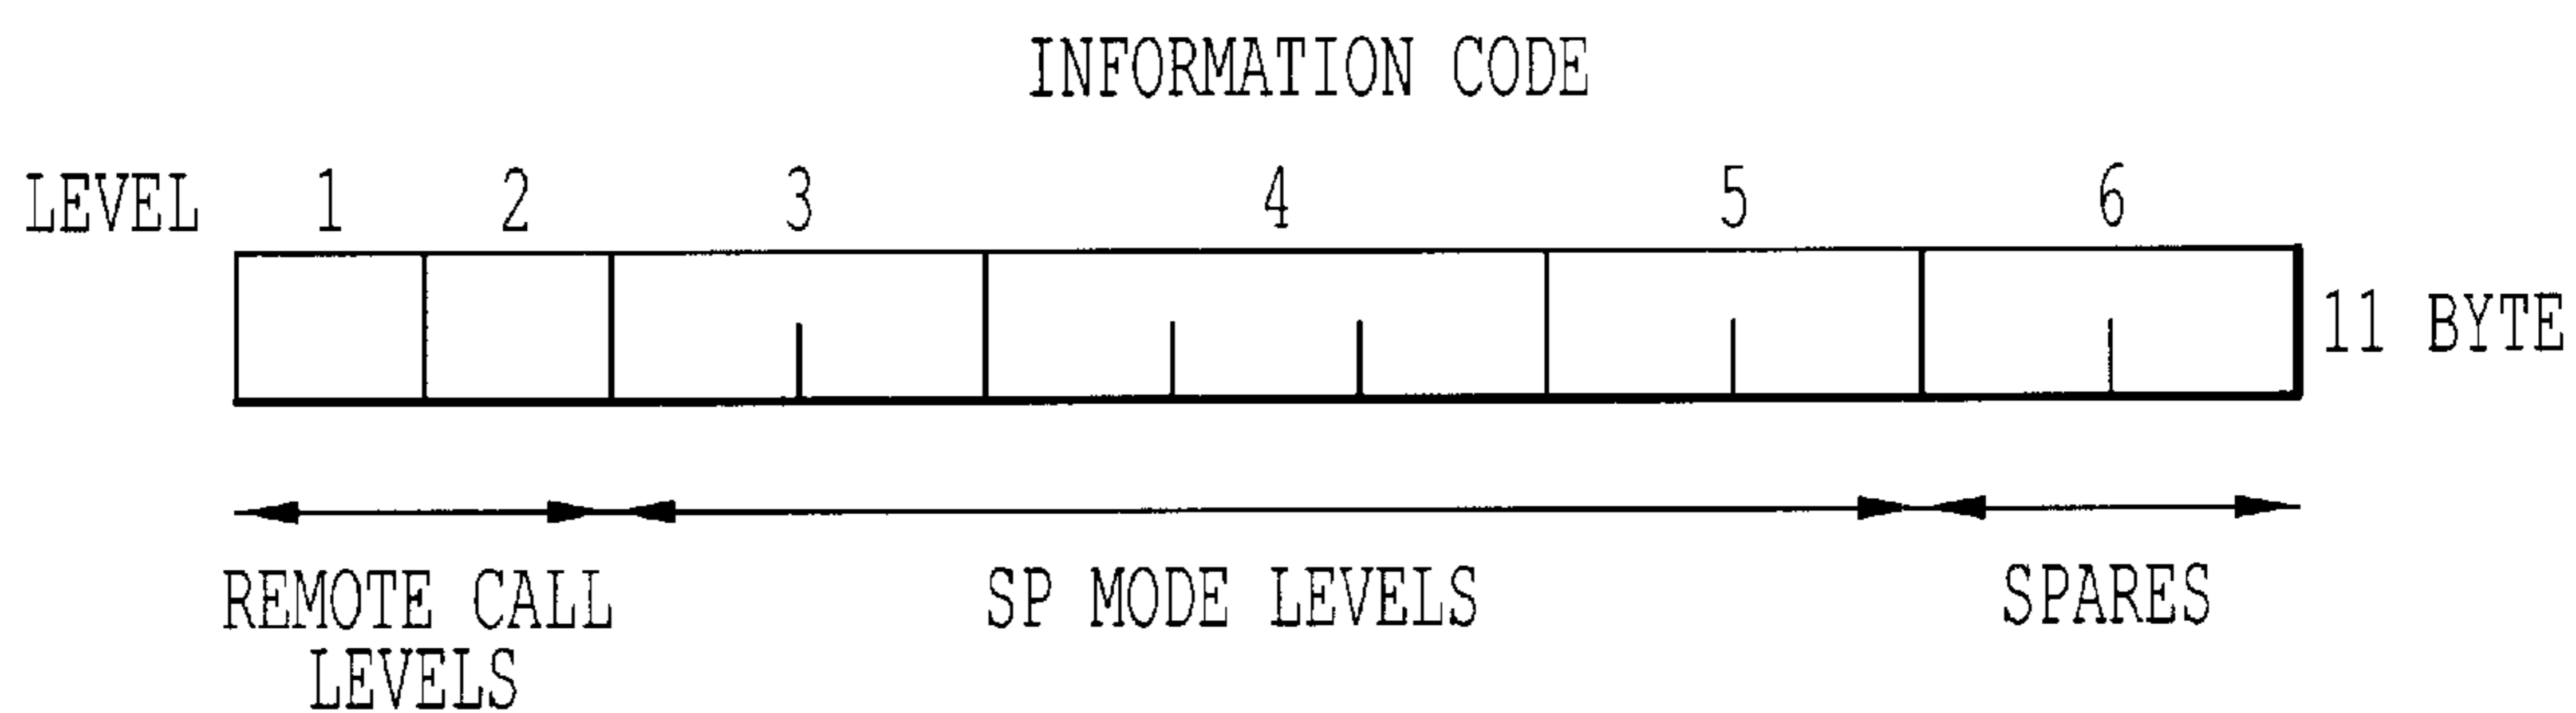 INFORMATION CODE
LEVEL 1 2 3 4 5 6
11 BYTE
REMOTE CALL LEVELS
SP MODE LEVELS
SPARES